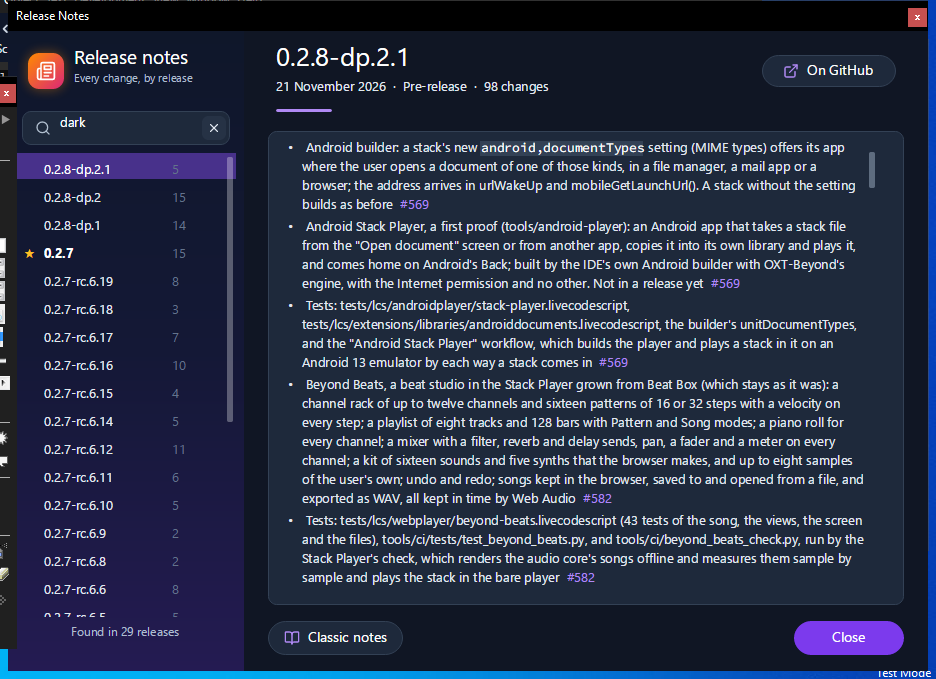 Release Notes
x
Release notes
Every change, by release
dark
0.2.8-dp.2.1 5
0.2.8-dp.2 15
0.2.8-dp.1 14
0.2.7 15
0.2.7-rc.6.19 8
0.2.7-rc.6.18 3
0.2.7-rc.6.17 7
0.2.7-rc.6.16 10
0.2.7-rc.6.15 4
0.2.7-rc.6.14 5
0.2.7-rc.6.12 11
0.2.7-rc.6.11 6
0.2.7-rc.6.10 5
0.2.7-rc.6.9 2
0.2.7-rc.6.8 2
0.2.7-rc.6.6 8
0.2.7-rc.6.5 5
Found in 29 releases
0.2.8-dp.2.1
21 November 2026 · Pre-release · 98 changes
On GitHub
• Android builder: a stack's new android,documentTypes setting (MIME types) offers its app
where the user opens a document of one of those kinds, in a file manager, a mail app or a
browser; the address arrives in urlWakeUp and mobileGetLaunchUrl(). A stack without the setting
builds as before #569
• Android Stack Player, a first proof (tools/android-player): an Android app that takes a stack file
from the "Open document" screen or from another app, copies it into its own library and plays it,
and comes home on Android's Back; built by the IDE's own Android builder with OXT-Beyond's
engine, with the Internet permission and no other. Not in a release yet #569
• Tests: tests/lcs/androidplayer/stack-player.livecodescript,
tests/lcs/extensions/libraries/androiddocuments.livecodescript, the builder's unitDocumentTypes,
and the "Android Stack Player" workflow, which builds the player and plays a stack in it on an
Android 13 emulator by each way a stack comes in #569
• Beyond Beats, a beat studio in the Stack Player grown from Beat Box (which stays as it was): a
channel rack of up to twelve channels and sixteen patterns of 16 or 32 steps with a velocity on
every step; a playlist of eight tracks and 128 bars with Pattern and Song modes; a piano roll for
every channel; a mixer with a filter, reverb and delay sends, pan, a fader and a meter on every
channel; a kit of sixteen sounds and five synths that the browser makes, and up to eight samples
of the user's own; undo and redo; songs kept in the browser, saved to and opened from a file, and
exported as WAV, all kept in time by Web Audio #582
• Tests: tests/lcs/webplayer/beyond-beats.livecodescript (43 tests of the song, the views, the screen
and the files), tools/ci/tests/test_beyond_beats.py, and tools/ci/beyond_beats_check.py, run by the
Stack Player's check, which renders the audio core's songs offline and measures them sample by
sample and plays the stack in the bare player #582
Classic notes
Close
Test Mode